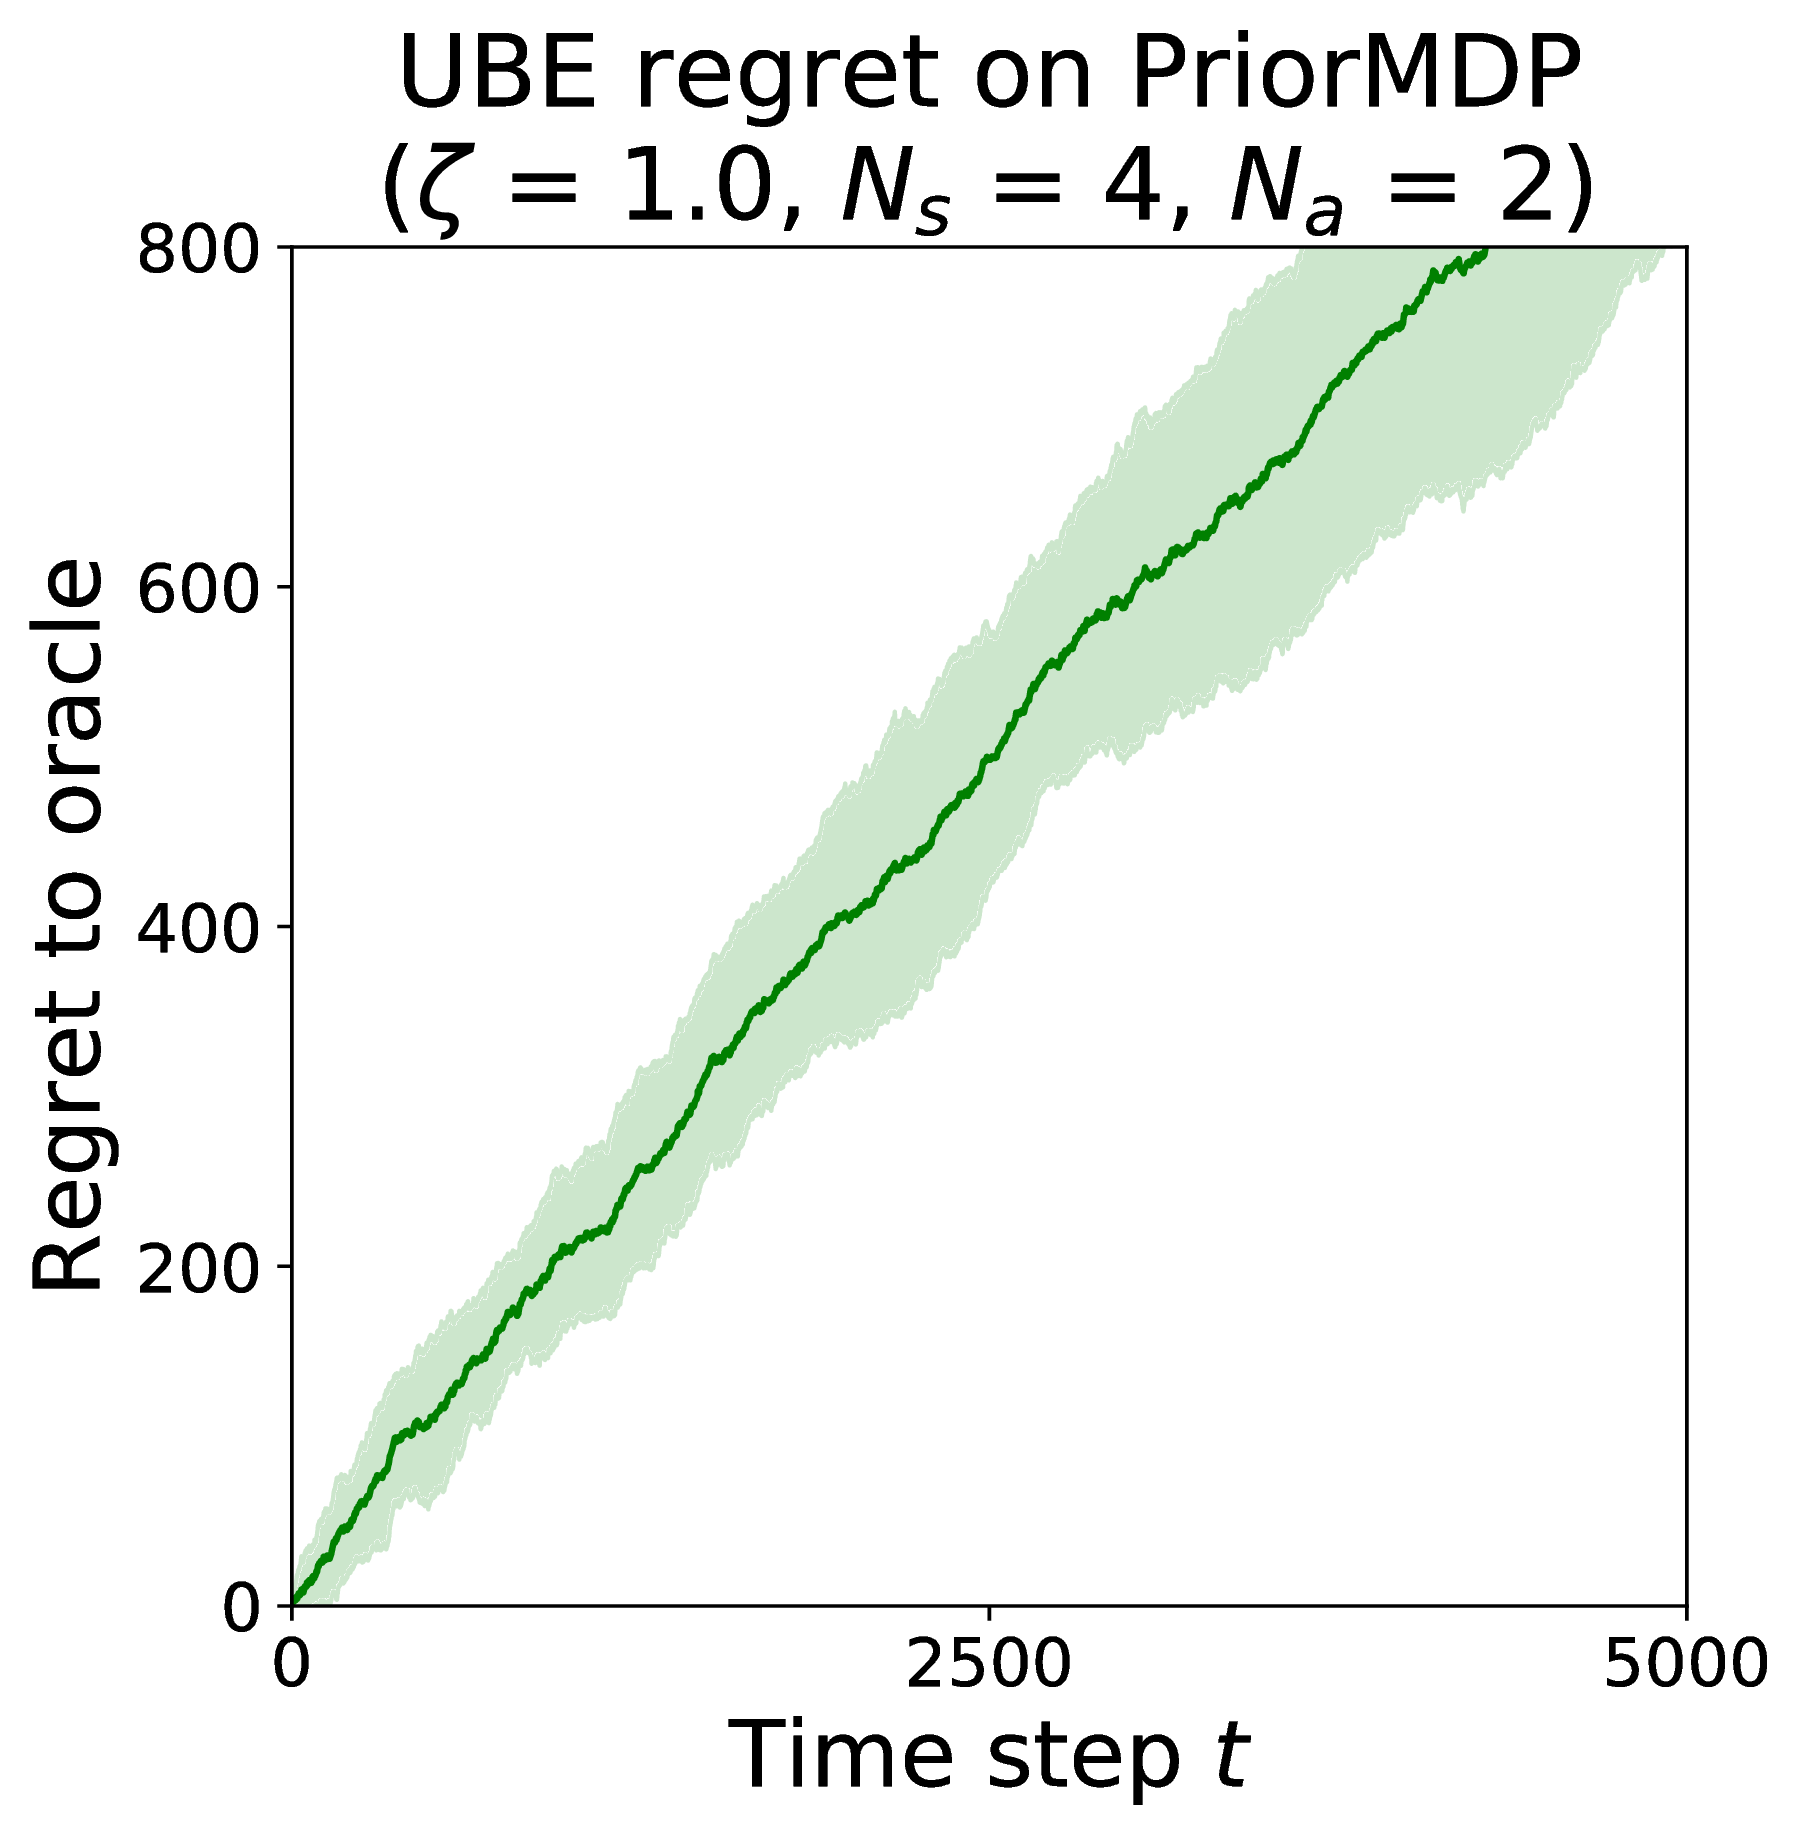 UBE regret on PriorMDP
(ζ = 1.0, Nₛ = 4, Nₐ = 2)
800
600
400
200
0
Regret to oracle
0 2500 5000
Time step t